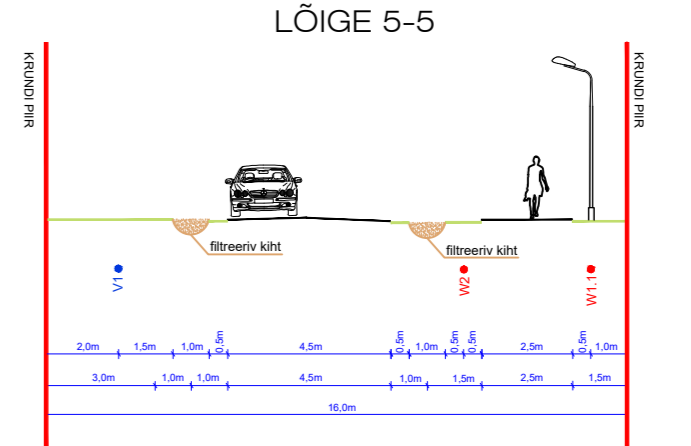 LÕIGE 5-5
KRUNDI PIIR
KRUNDI PIIR
filtreeriv kiht
filtreeriv kiht
V1
W2
W1.1
2,0m 1,5m 1,0m 0,5m 4,5m 0,5m 1,0m 0,5m 0,5m 2,5m 0,5m 1,0m
3,0m 1,0m 1,0m 4,5m 1,0m 1,5m 2,5m 1,5m
16,0m